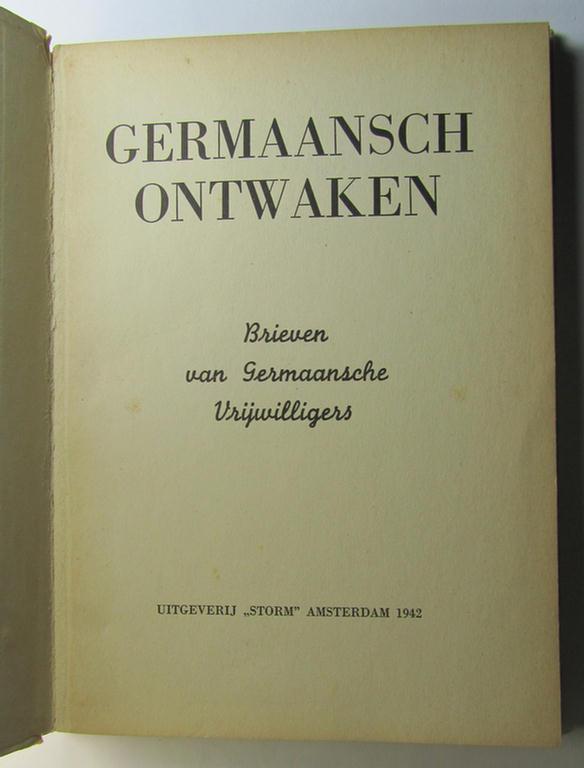 GERMAANSCH
ONTWAKEN
Brieven
van Germaansche
Vrijwilligers
UITGEVERIJ „STORM” AMSTERDAM 1942